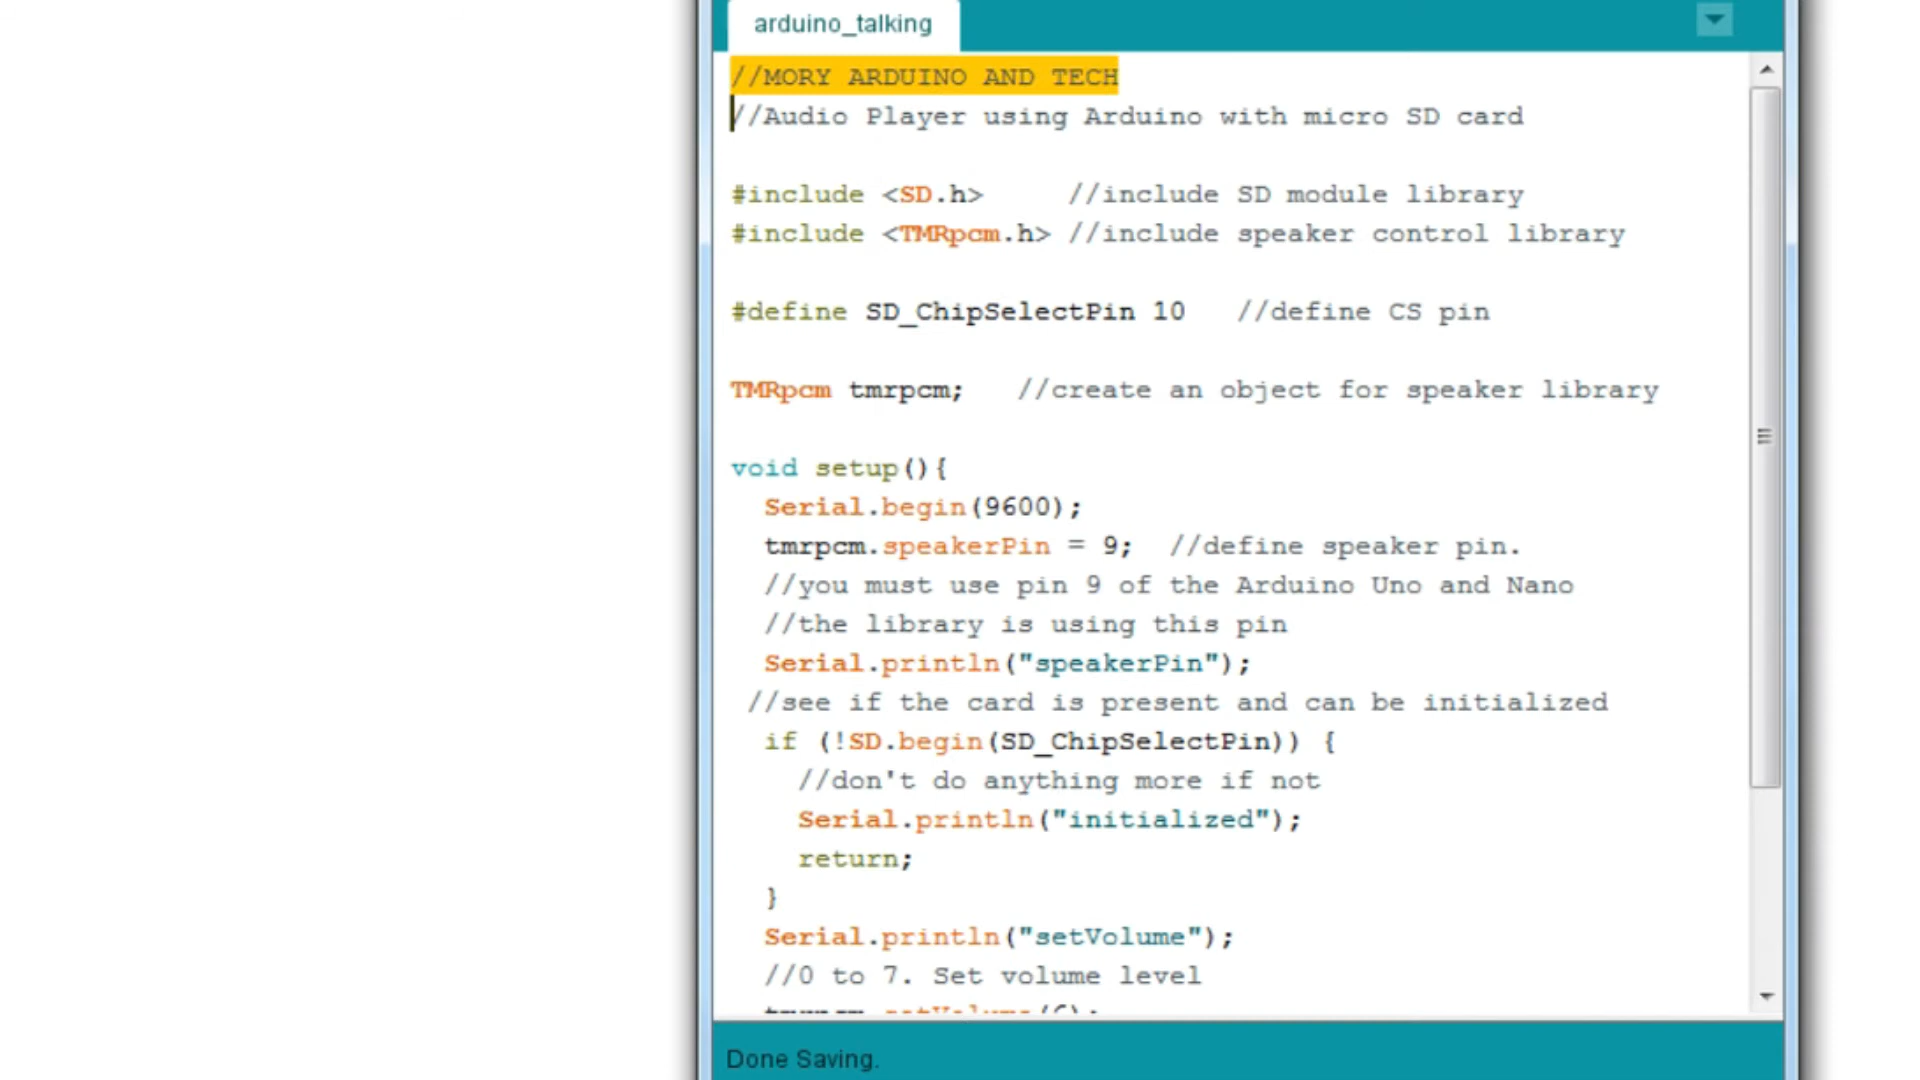 arduino_talking
//MORY ARDUINO AND TECH
//Audio Player using Arduino with micro SD card
#include <SD.h>     //include SD module library
#include <TMRpcm.h> //include speaker control library
#define SD_ChipSelectPin 10   //define CS pin
TMRpcm tmrpcm;   //create an object for speaker library
void setup(){
  Serial.begin(9600);
  tmrpcm.speakerPin = 9;  //define speaker pin.
  //you must use pin 9 of the Arduino Uno and Nano
  //the library is using this pin
  Serial.println("speakerPin");
 //see if the card is present and can be initialized
  if (!SD.begin(SD_ChipSelectPin)) {
    //don't do anything more if not
    Serial.println("initialized");
    return;
  }
  Serial.println("setVolume");
  //0 to 7. Set volume level
  tmrpcm.setVolume(6);
Done Saving.